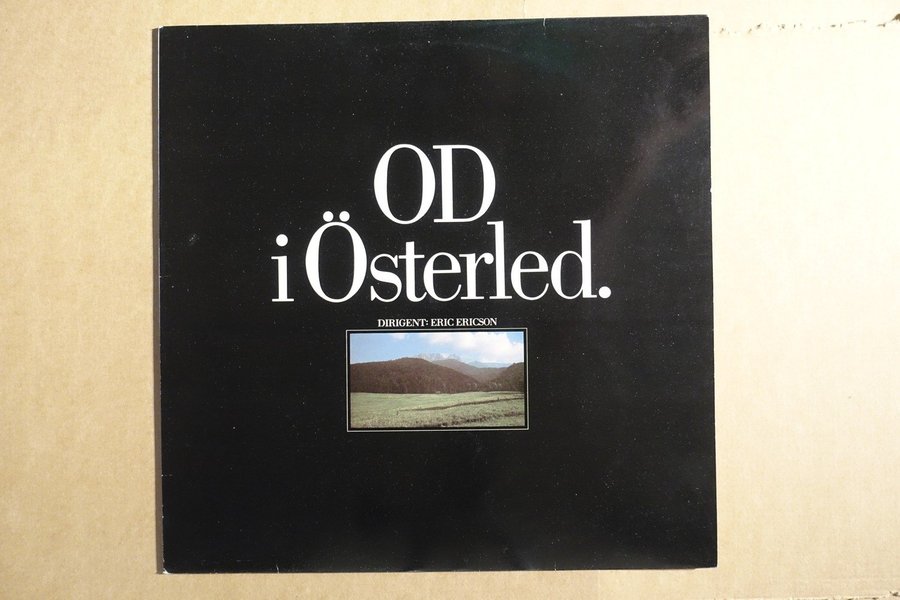 OD
i Österled.
DIRIGENT: ERIC ERICSON